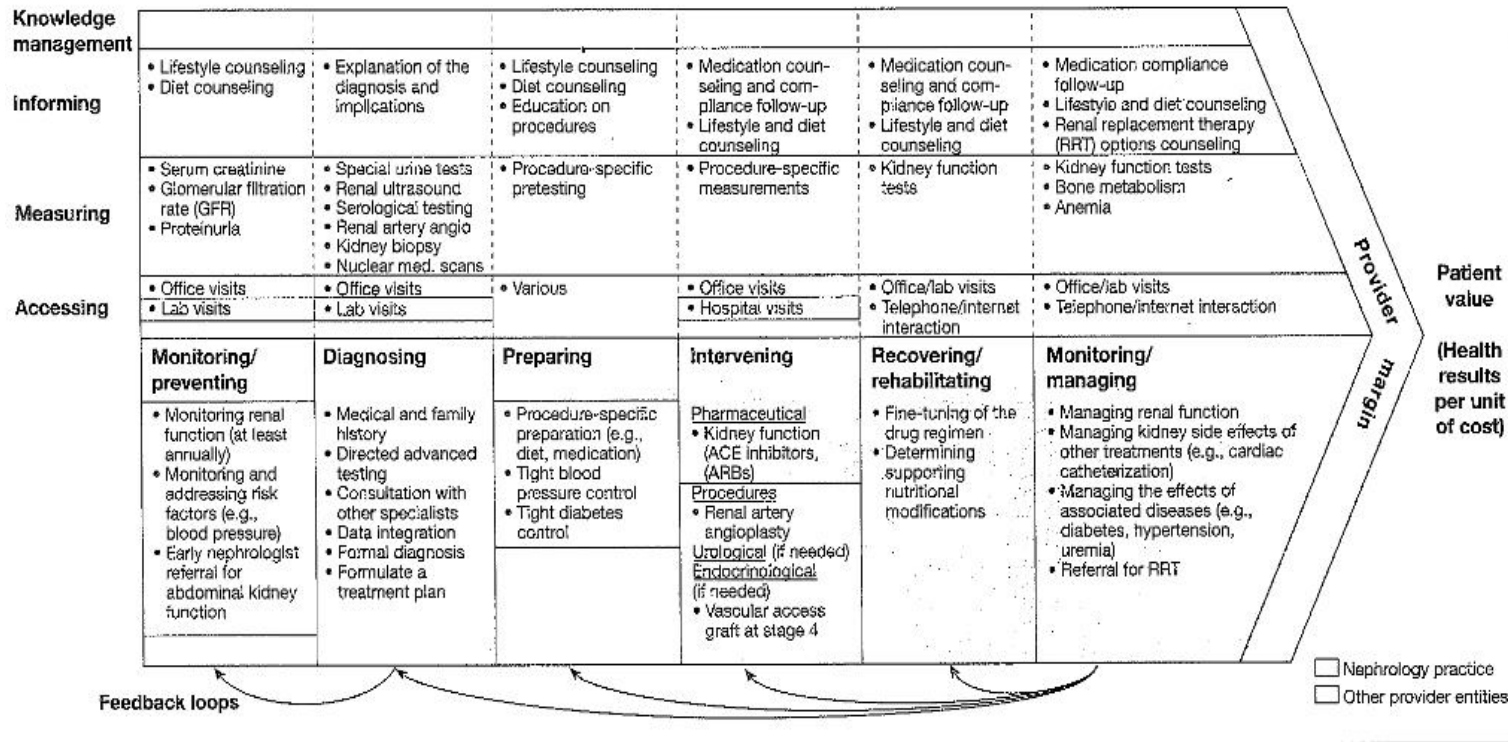 Knowledge
management
Informing
• Lifestyle counseling
• Diet counseling
• Explanation of the
diagnosis and
implications
• Lifestyle counseling
• Diet counseling
• Education on
procedures
• Medication coun-
seling and com-
pliance follow-up
• Lifestyle and diet
counseling
• Medication coun-
seling and com-
pliance follow-up
• Lifestyle and diet
counseling
• Medication compliance
follow-up
• Lifestyle and diet counseling
• Renal replacement therapy
(RRT) options counseling
Measuring
• Serum creatinine
• Glomerular filtration
rate (GFR)
• Proteinuria
• Special urine tests
• Renal ultrasound
• Serological testing
• Renal artery angio
• Kidney biopsy
• Nuclear med. scans
• Procedure-specific
pretesting
• Procedure-specific
measurements
• Kidney function
tests
• Kidney function tests
• Bone metabolism
• Anemia
Accessing
• Office visits
• Lab visits
• Office visits
• Lab visits
• Various
• Office visits
• Hospital visits
• Office/lab visits
• Telephone/internet
interaction
• Office/lab visits
• Telephone/internet interaction
Monitoring/
preventing
• Monitoring renal
function (at least
annually)
• Monitoring and
addressing risk
factors (e.g.,
blood pressure)
• Early nephrologist
referral for
abdominal kidney
function
Diagnosing
• Medical and family
history
• Directed advanced
testing
• Consultation with
other specialists
• Data integration
• Formal diagnosis
• Formulate a
treatment plan
Preparing
• Procedure-specific
preparation (e.g.,
diet, medication)
• Tight blood
pressure control
• Tight diabetes
control
Intervening
Pharmaceutical
• Kidney function
(ACE inhibitors,
(ARBs)
Procedures
• Renal artery
angioplasty
Urological (if needed)
Endocrinological
(if needed)
• Vascular access
graft at stage 4
Recovering/
rehabilitating
• Fine-tuning of the
drug regimen
• Determining
supporting
nutritional
modifications
Monitoring/
managing
• Managing renal function
• Managing kidney side effects of
other treatments (e.g., cardiac
catheterization)
• Managing the effects of
associated diseases (e.g.,
diabetes, hypertension,
uremia)
• Referral for RRT
Provider margin
Patient
value
(Health
results
per unit
of cost)
Feedback loops
Nephrology practice
Other provider entities